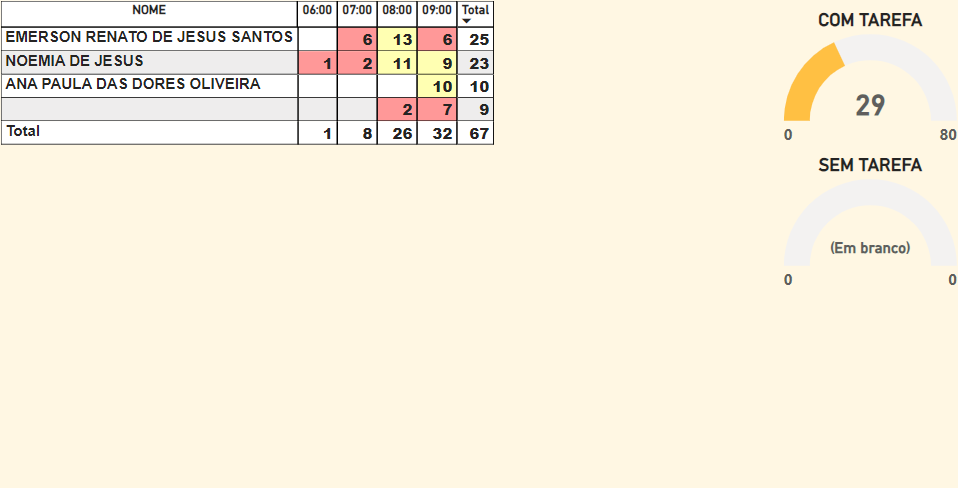 NOME 06:00 07:00 08:00 09:00 Total
EMERSON RENATO DE JESUS SANTOS 6 13 6 25
NOEMIA DE JESUS 1 2 11 9 23
ANA PAULA DAS DORES OLIVEIRA 10 10
2 7 9
Total 1 8 26 32 67
COM TAREFA
29
0 80
SEM TAREFA
(Em branco)
0 0